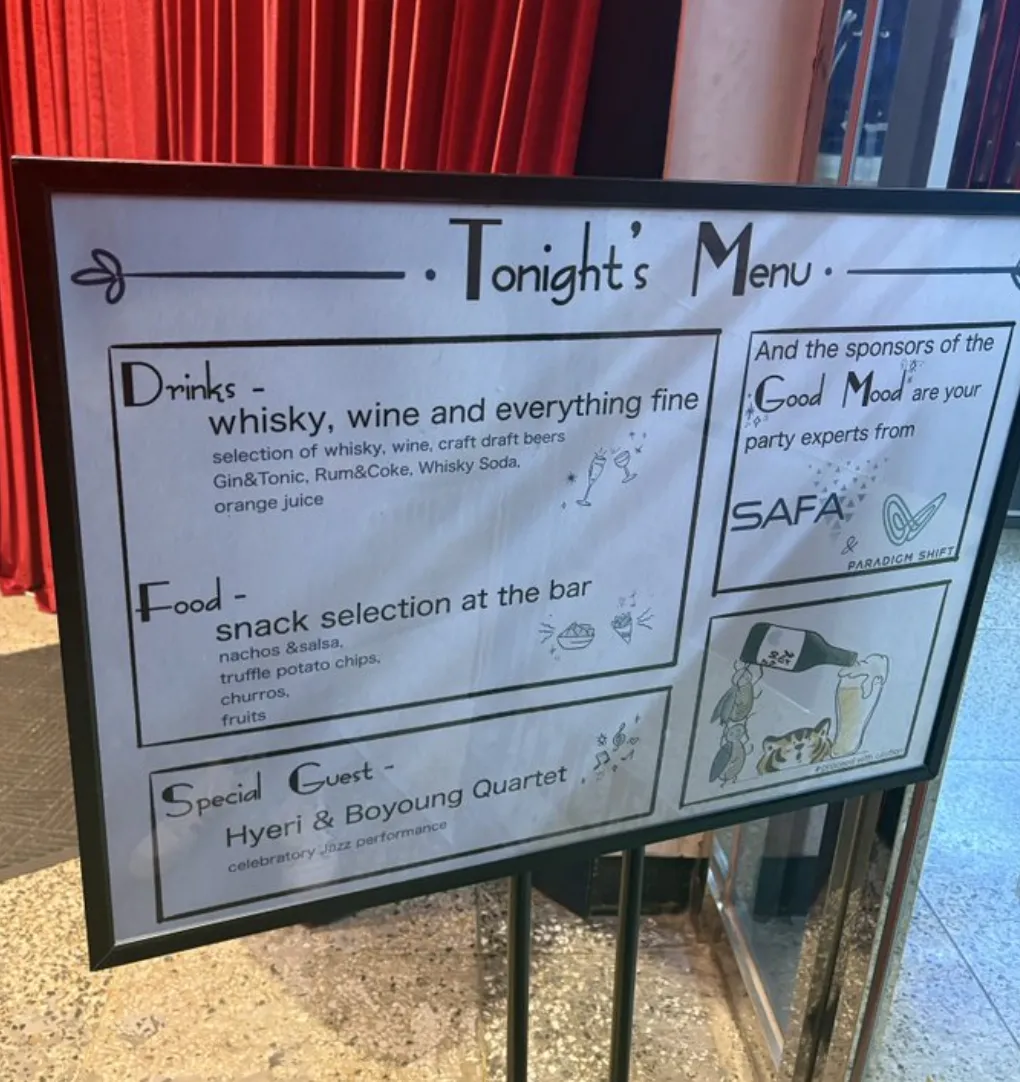 Tonight's Menu
Drinks -
whisky, wine and everything fine
selection of whisky, wine, craft draft beers
Gin&Tonic, Rum&Coke, Whisky Soda,
orange juice
Food -
snack selection at the bar
nachos &salsa,
truffle potato chips,
churros,
fruits
Special Guest -
Hyeri & Boyoung Quartet
celebratory Jazz performance
And the sponsors of the
Good Mood are your
party experts from
SAFA
&
PARADIGM SHIFT
#proceed with caution